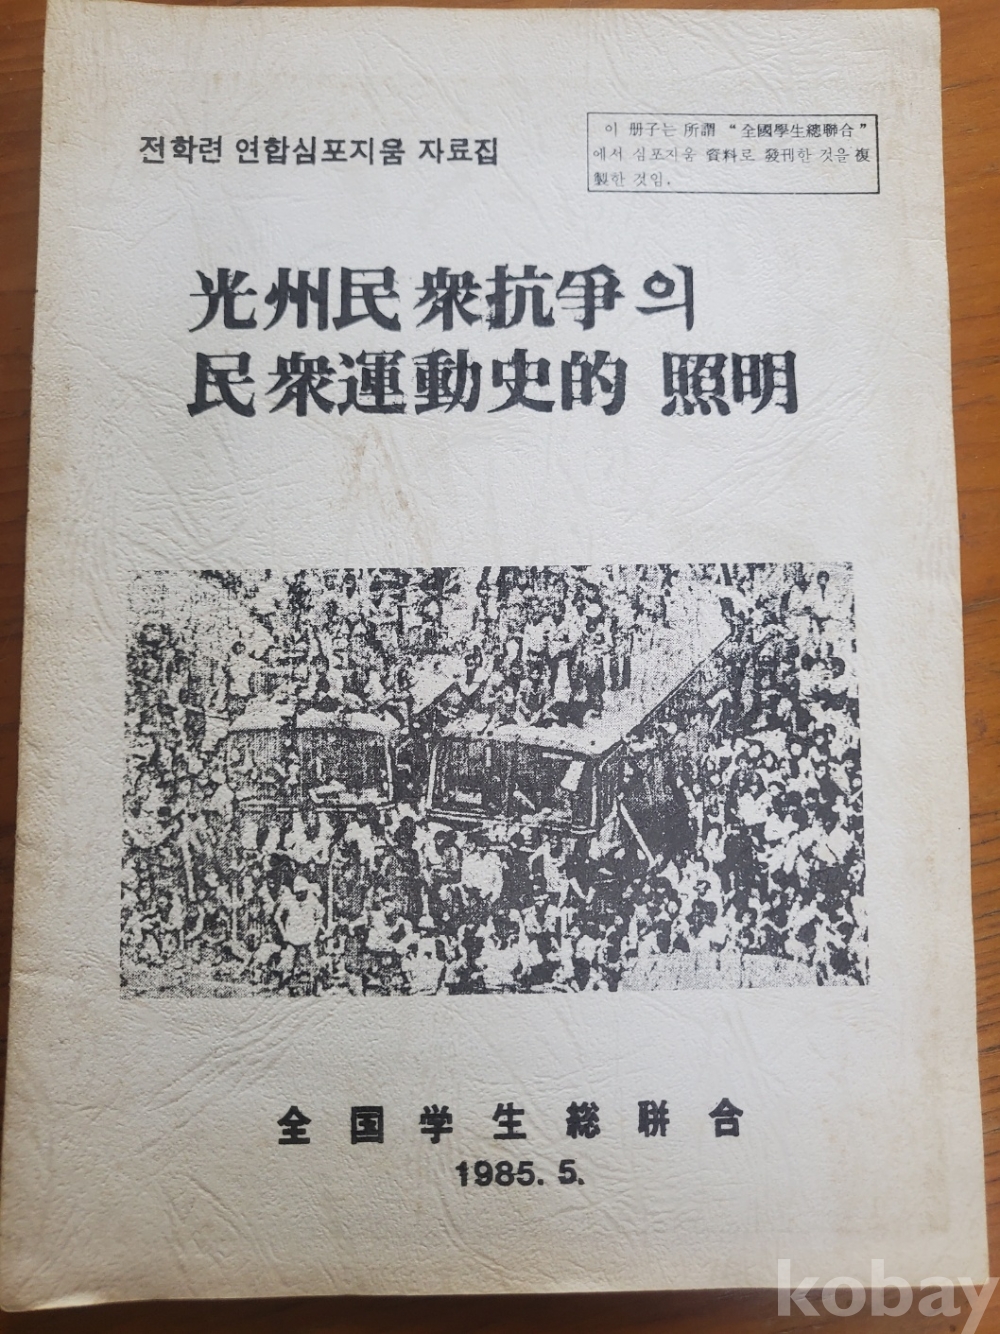 전학련 연합심포지움 자료집
이 册子는 所謂 “全國學生總聯合”
에서 심포지움 資料로 發刊한 것을 複
製한 것임.
光州民衆抗爭의
民衆運動史的 照明
全国学生総聯合
1985. 5.
kobay